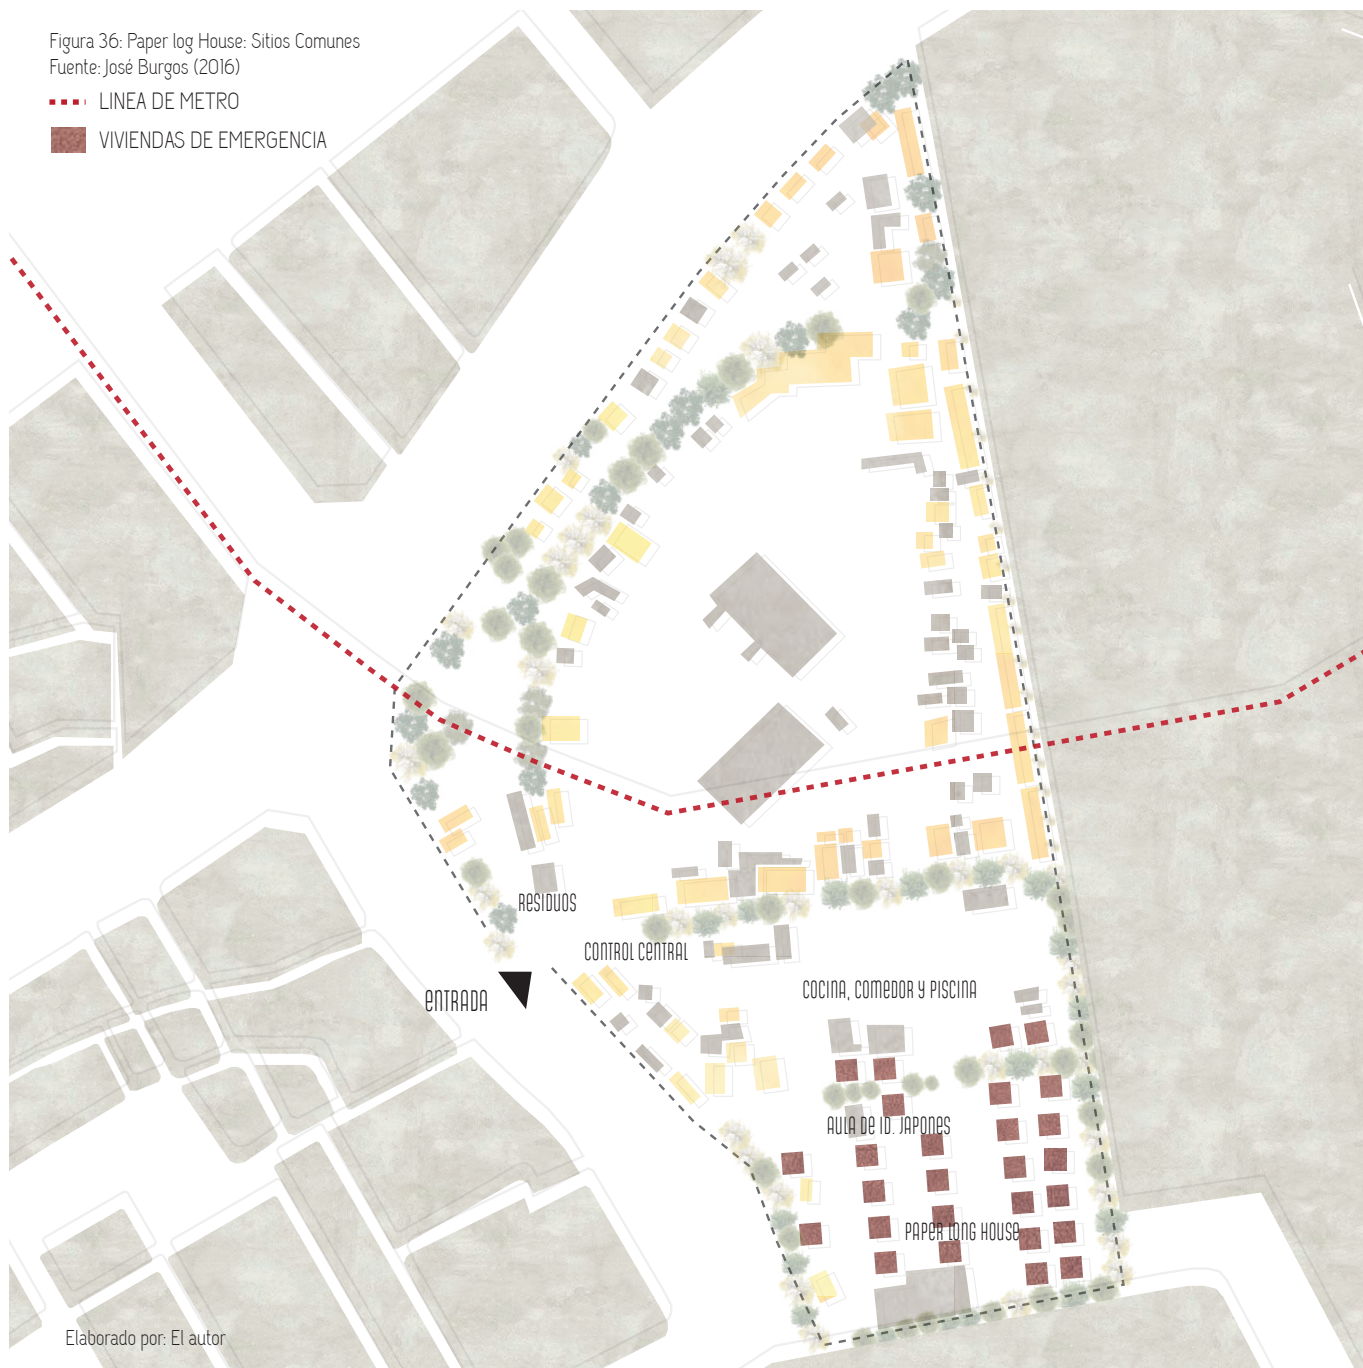 Figura 36: Paper log House: Sitios Comunes
Fuente: José Burgos (2016)
LINEA DE METRO
VIVIENDAS DE EMERGENCIA
RESIDUOS
CONTROL CENTRAL
ENTRADA
COCINA, COMEDOR Y PISCINA
AULA DE ID. JAPONES
PAPER LONG HOUSE
Elaborado por: El autor